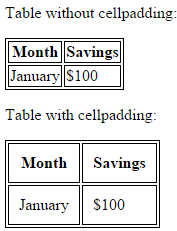 Table without cellpadding:
Month Savings
January $100
Table with cellpadding:
Month Savings
January $100